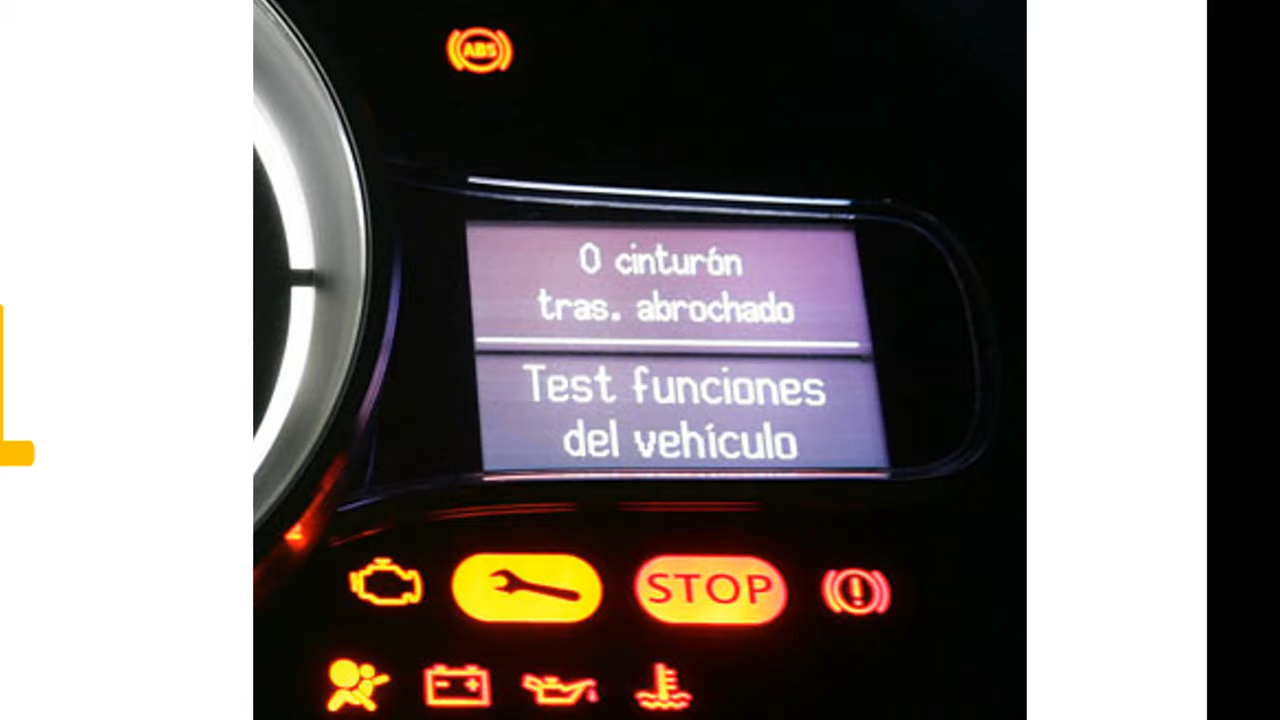 ABS
0 cinturón
tras. abrochado
Test funciones
del vehículo
STOP